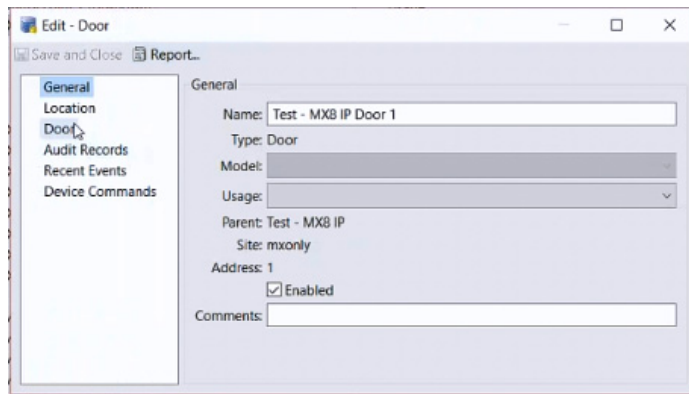 Edit - Door
Save and Close Report...
General
Location
Door
Audit Records
Recent Events
Device Commands
General
Name: Test - MX8 IP Door 1
Type: Door
Model:
Usage:
Parent: Test - MX8 IP
Site: mxonly
Address: 1
Enabled
Comments: